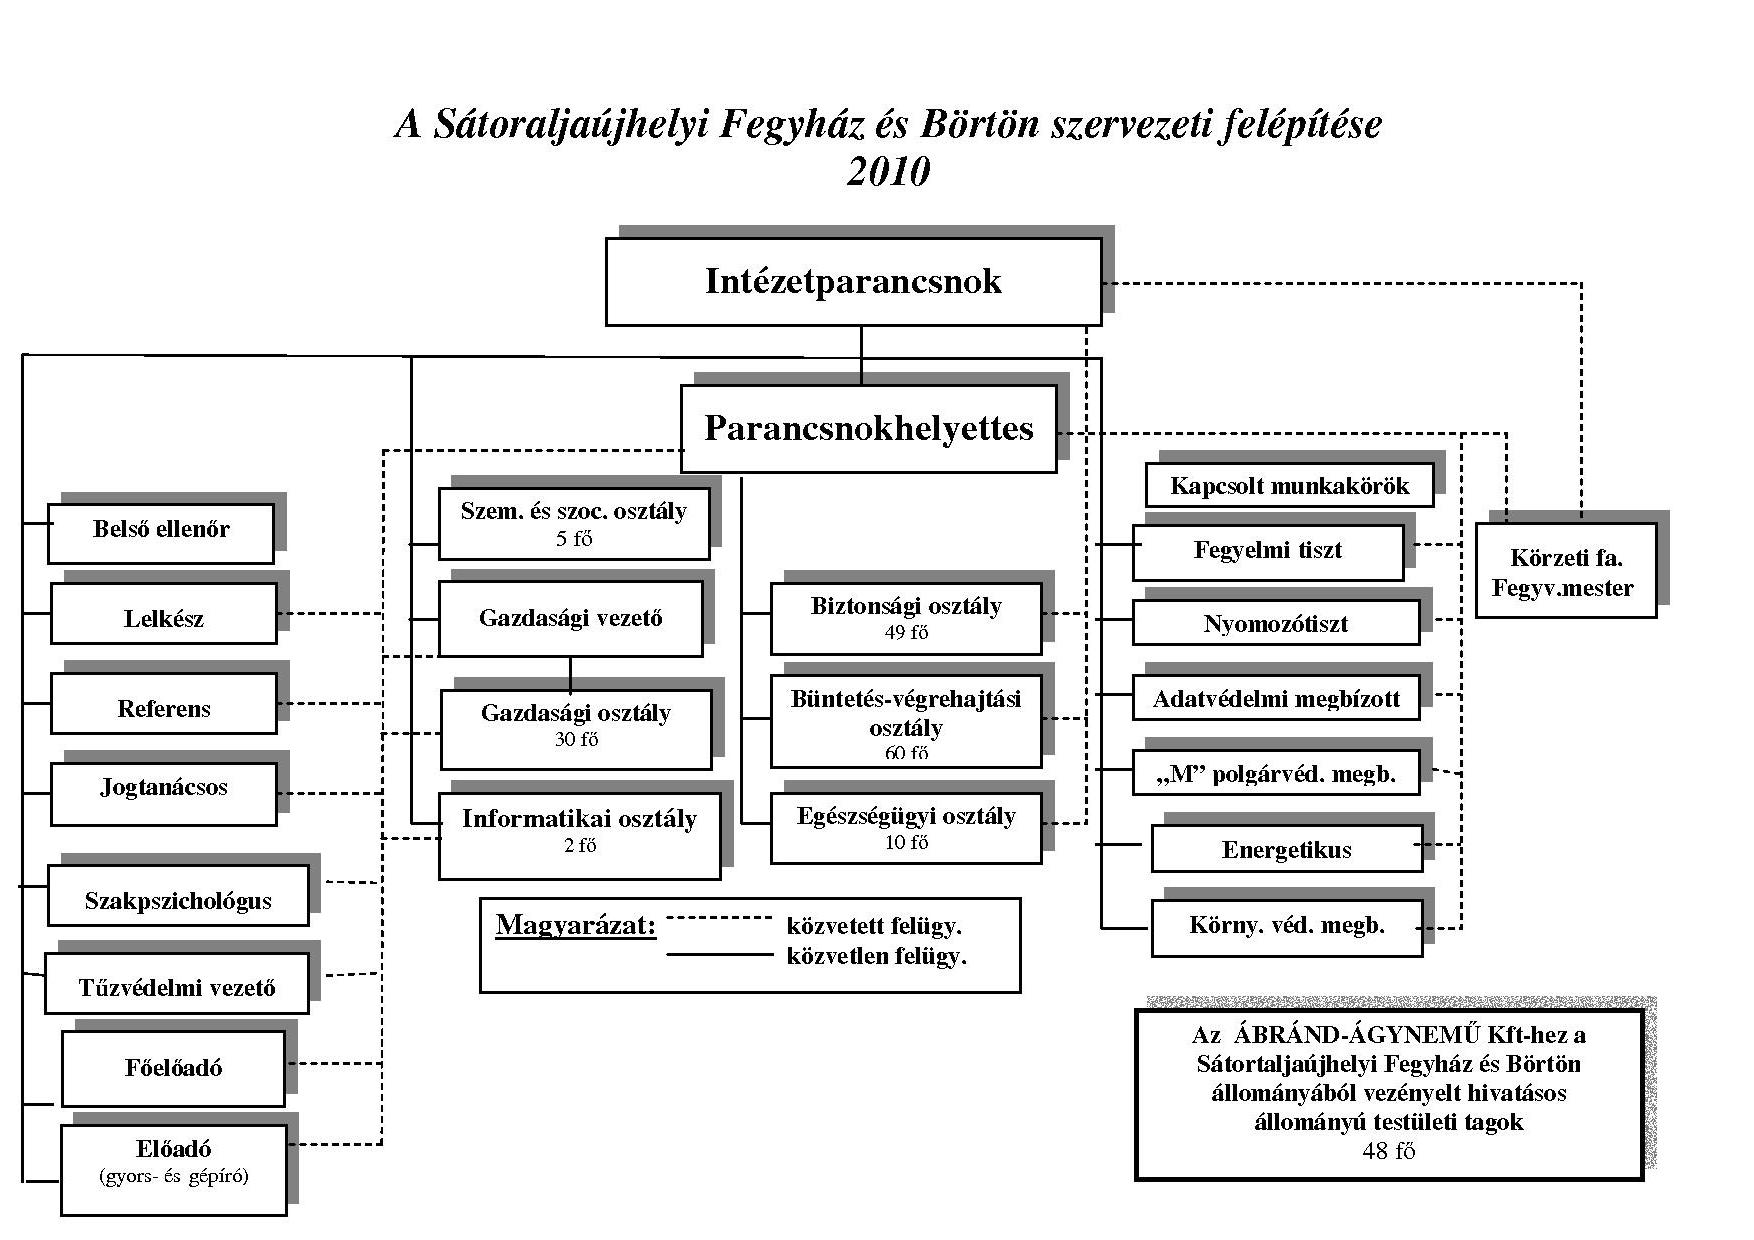 A Sátoraljaújhelyi Fegyház és Börtön szervezeti felépítése
2010
Intézetparancsnok
Parancsnokhelyettes
Belső ellenőr
Lelkész
Referens
Jogtanácsos
Szakpszichológus
Tűzvédelmi vezető
Főelőadó
Előadó
(gyors- és gépíró)
Szem. és szoc. osztály
5 fő
Gazdasági vezető
Gazdasági osztály
30 fő
Informatikai osztály
2 fő
Biztonsági osztály
49 fő
Büntetés-végrehajtási
osztály
60 fő
Egészségügyi osztály
10 fő
Kapcsolt munkakörök
Fegyelmi tiszt
Nyomozótiszt
Adatvédelmi megbízott
„M” polgárvéd. megb.
Energetikus
Körny. véd. megb.
Körzeti fa.
Fegyv.mester
Magyarázat:
közvetett felügy.
közvetlen felügy.
Az ÁBRÁND-ÁGYNEMŰ Kft-hez a
Sátortaljaújhelyi Fegyház és Börtön
állományából vezényelt hivatásos
állományú testületi tagok
48 fő